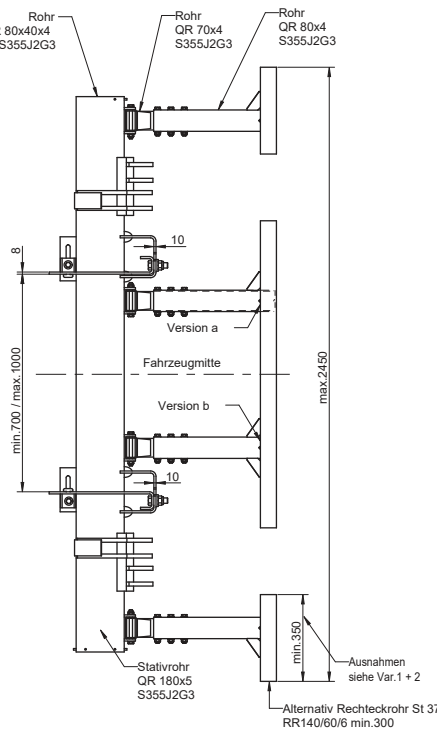 Rohr
80x40x4
S355J2G3
Rohr
QR 70x4
S355J2G3
Rohr
QR 80x4
S355J2G3
10
8
Version a
Fahrzeugmitte
min.700 / max.1000
max.2450
Version b
10
min.350
Stativrohr
QR 180x5
S355J2G3
Ausnahmen
siehe Var.1 + 2
Alternativ Rechteckrohr St 37
RR140/60/6 min.300